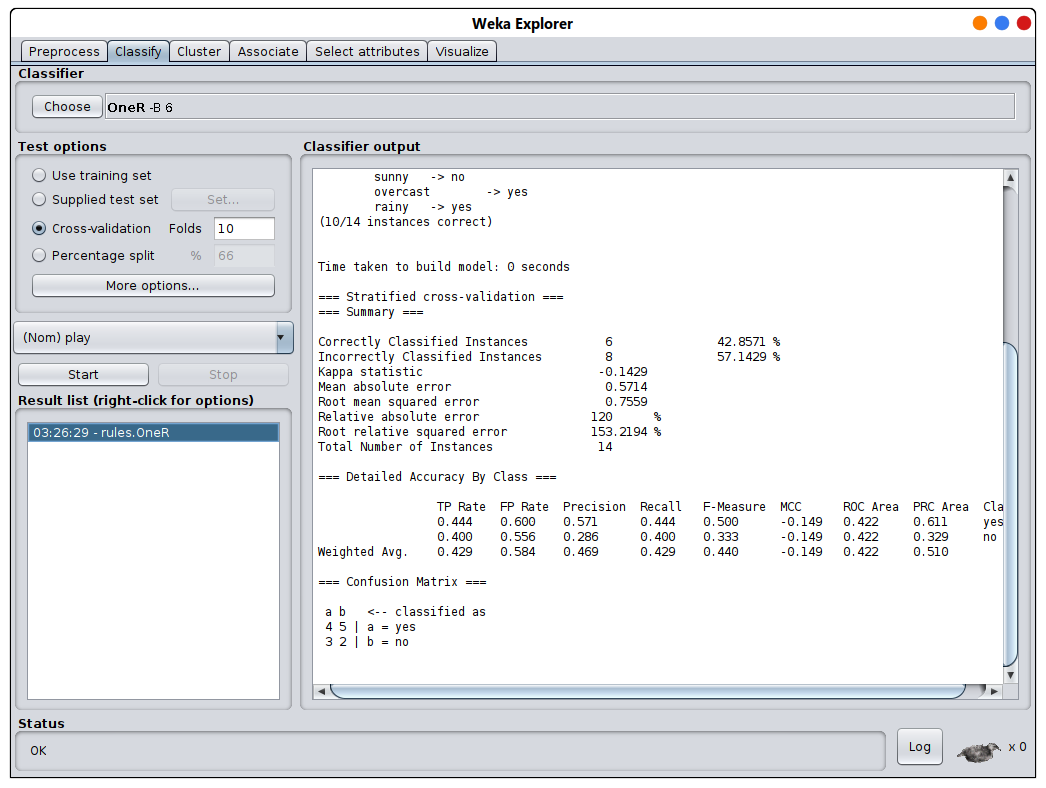 Weka Explorer
Preprocess Classify Cluster Associate Select attributes Visualize
Classifier
Choose OneR -B 6
Test options
Use training set
Supplied test set Set...
Cross-validation Folds 10
Percentage split % 66
More options...
(Nom) play
Start Stop
Result list (right-click for options)
03:26:29 - rules.OneR
Classifier output
sunny -> no
overcast -> yes
rainy -> yes
(10/14 instances correct)
Time taken to build model: 0 seconds
=== Stratified cross-validation ===
=== Summary ===
Correctly Classified Instances 6 42.8571 %
Incorrectly Classified Instances 8 57.1429 %
Kappa statistic -0.1429
Mean absolute error 0.5714
Root mean squared error 0.7559
Relative absolute error 120 %
Root relative squared error 153.2194 %
Total Number of Instances 14
=== Detailed Accuracy By Class ===
TP Rate FP Rate Precision Recall F-Measure MCC ROC Area PRC Area Cla
0.444 0.600 0.571 0.444 0.500 -0.149 0.422 0.611 yes
0.400 0.556 0.286 0.400 0.333 -0.149 0.422 0.329 no
Weighted Avg. 0.429 0.584 0.469 0.429 0.440 -0.149 0.422 0.510
=== Confusion Matrix ===
a b <-- classified as
4 5 | a = yes
3 2 | b = no
Status
OK
Log
x 0